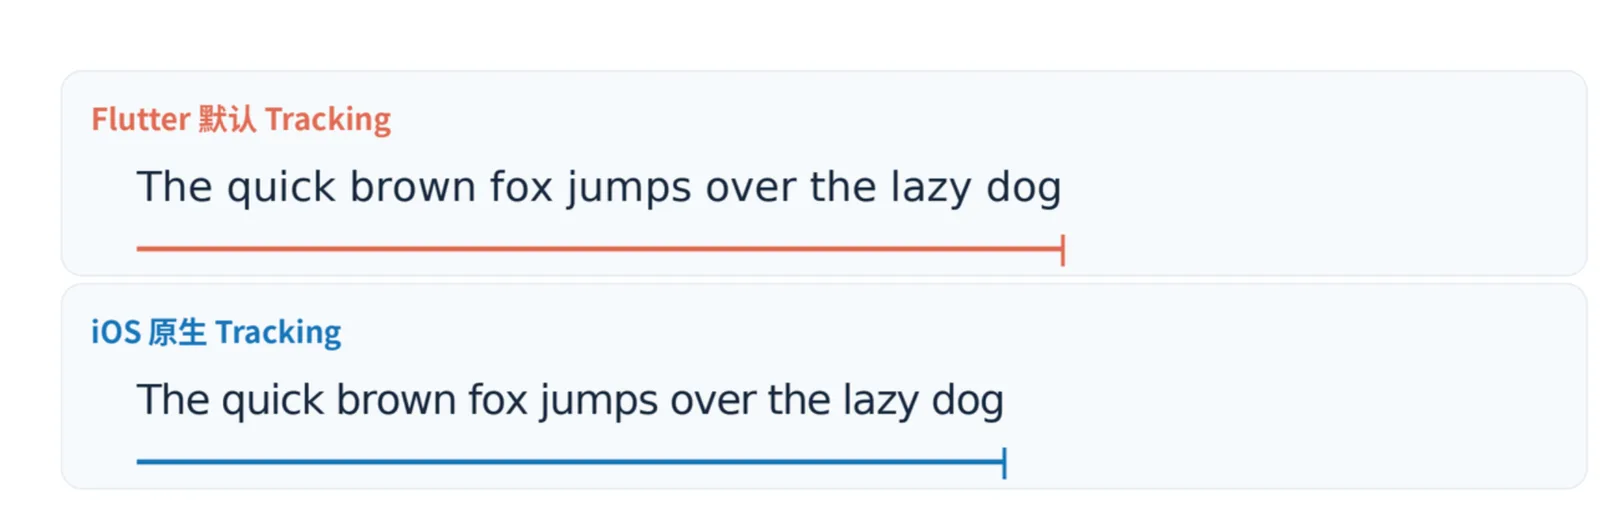 Flutter 默认 Tracking
The quick brown fox jumps over the lazy dog
iOS 原生 Tracking
The quick brown fox jumps over the lazy dog